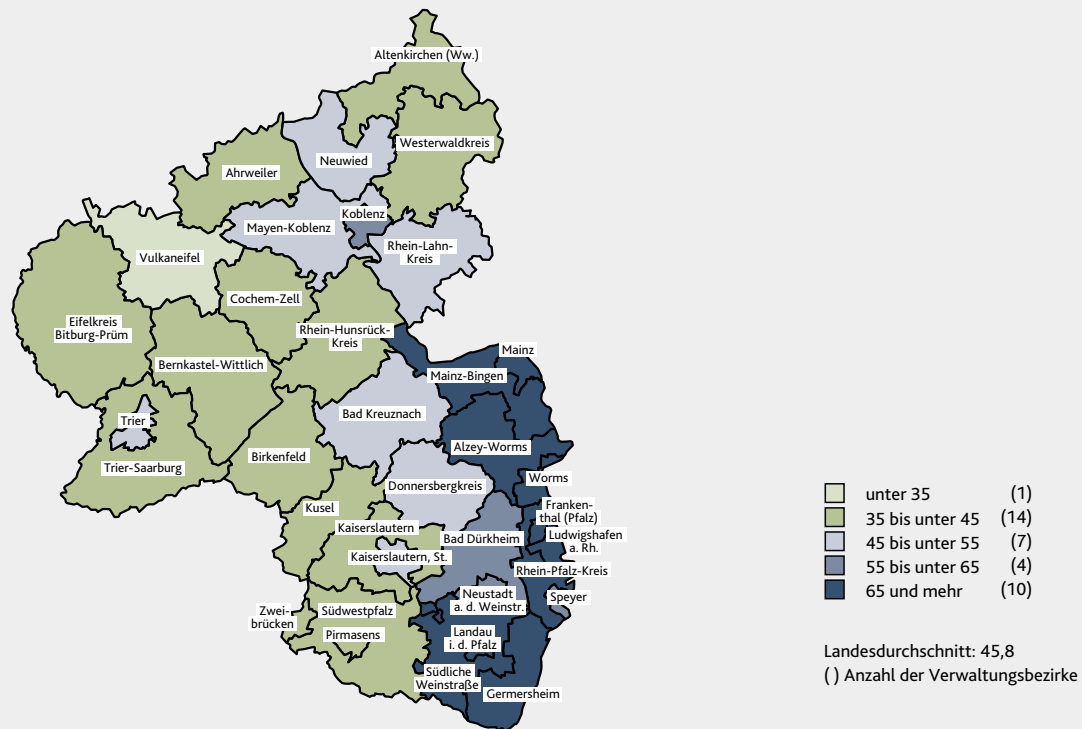 Altenkirchen (Ww.)
Westerwaldkreis
Neuwied
Ahrweiler
Koblenz
Mayen-Koblenz
Rhein-Lahn-
Kreis
Vulkaneifel
Cochem-Zell
Eifelkreis
Bitburg-Prüm
Rhein-Hunsrück-
Kreis
Mainz
Bernkastel-Wittlich
Mainz-Bingen
Trier
Bad Kreuznach
Alzey-Worms
Trier-Saarburg
Birkenfeld
Donnersbergkreis
Worms
Kusel
Franken-
thal (Pfalz)
Kaiserslautern
Ludwigshafen
a. Rh.
Bad Dürkheim
Kaiserslautern, St.
Rhein-Pfalz-Kreis
Neustadt
a. d. Weinstr.
Speyer
Zwei-
brücken
Südwestpfalz
Pirmasens
Landau
i. d. Pfalz
Südliche
Weinstraße
Germersheim
unter 35 (1)
35 bis unter 45 (14)
45 bis unter 55 (7)
55 bis unter 65 (4)
65 und mehr (10)
Landesdurchschnitt: 45,8
( ) Anzahl der Verwaltungsbezirke